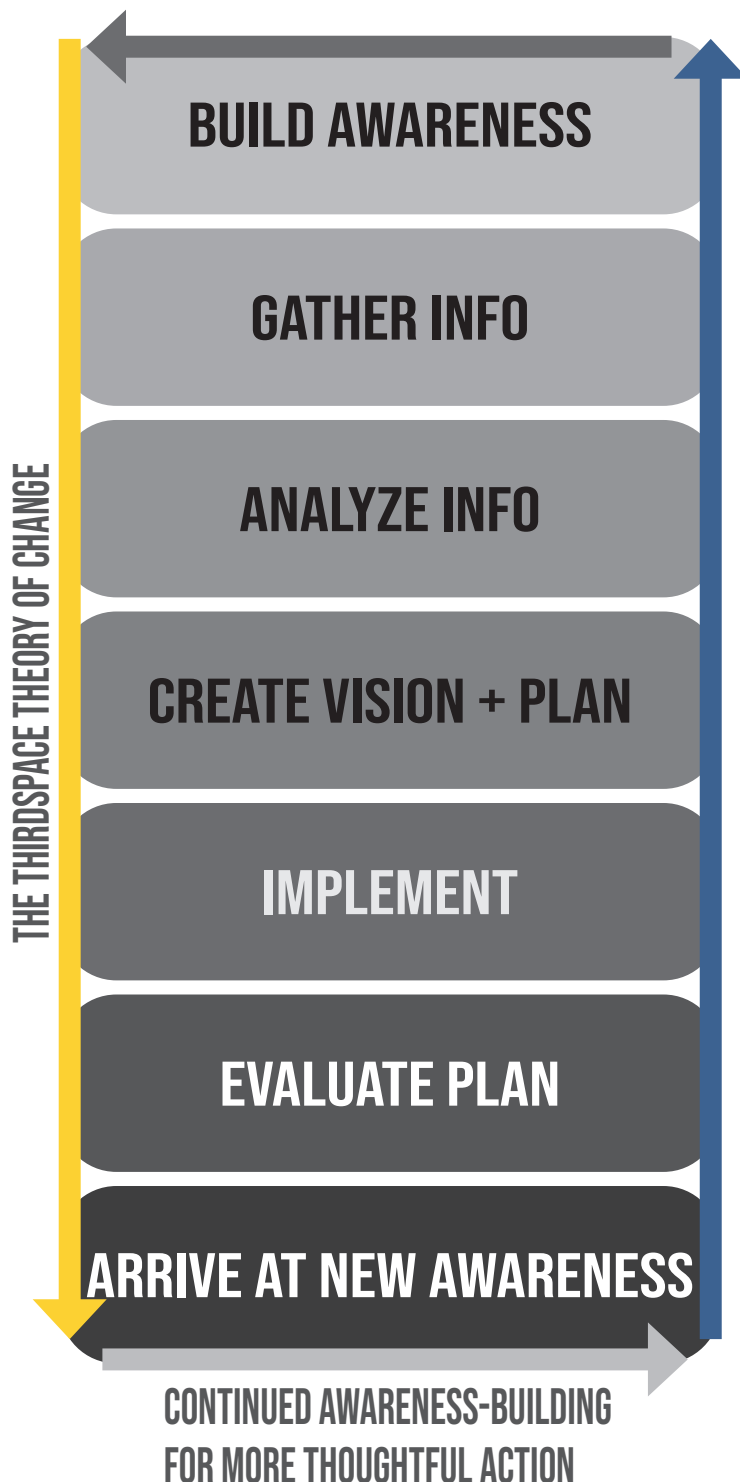 BUILD AWARENESS
GATHER INFO
ANALYZE INFO
CREATE VISION + PLAN
IMPLEMENT
EVALUATE PLAN
ARRIVE AT NEW AWARENESS
THE THIRDSPACE THEORY OF CHANGE
CONTINUED AWARENESS-BUILDING
FOR MORE THOUGHTFUL ACTION